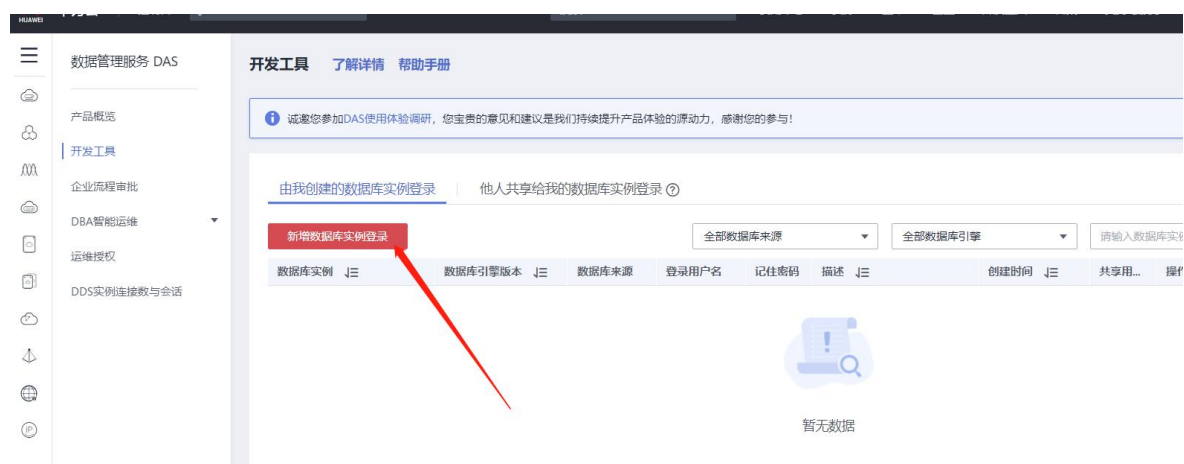 HUAWEI
数据管理服务 DAS
产品概览
开发工具
企业流程审批
DBA智能运维
运维授权
DDS实例连接数与会话
开发工具 了解详情 帮助手册
诚邀您参加DAS使用体验调研，您宝贵的意见和建议是我们持续提升产品体验的源动力，感谢您的参与！
由我创建的数据库实例登录 他人共享给我的数据库实例登录
新增数据库实例登录 全部数据库来源 全部数据库引擎 请输入数据库实例
数据库实例 数据库引擎版本 数据库来源 登录用户名 记住密码 描述 创建时间 共享用... 操作
暂无数据
IP